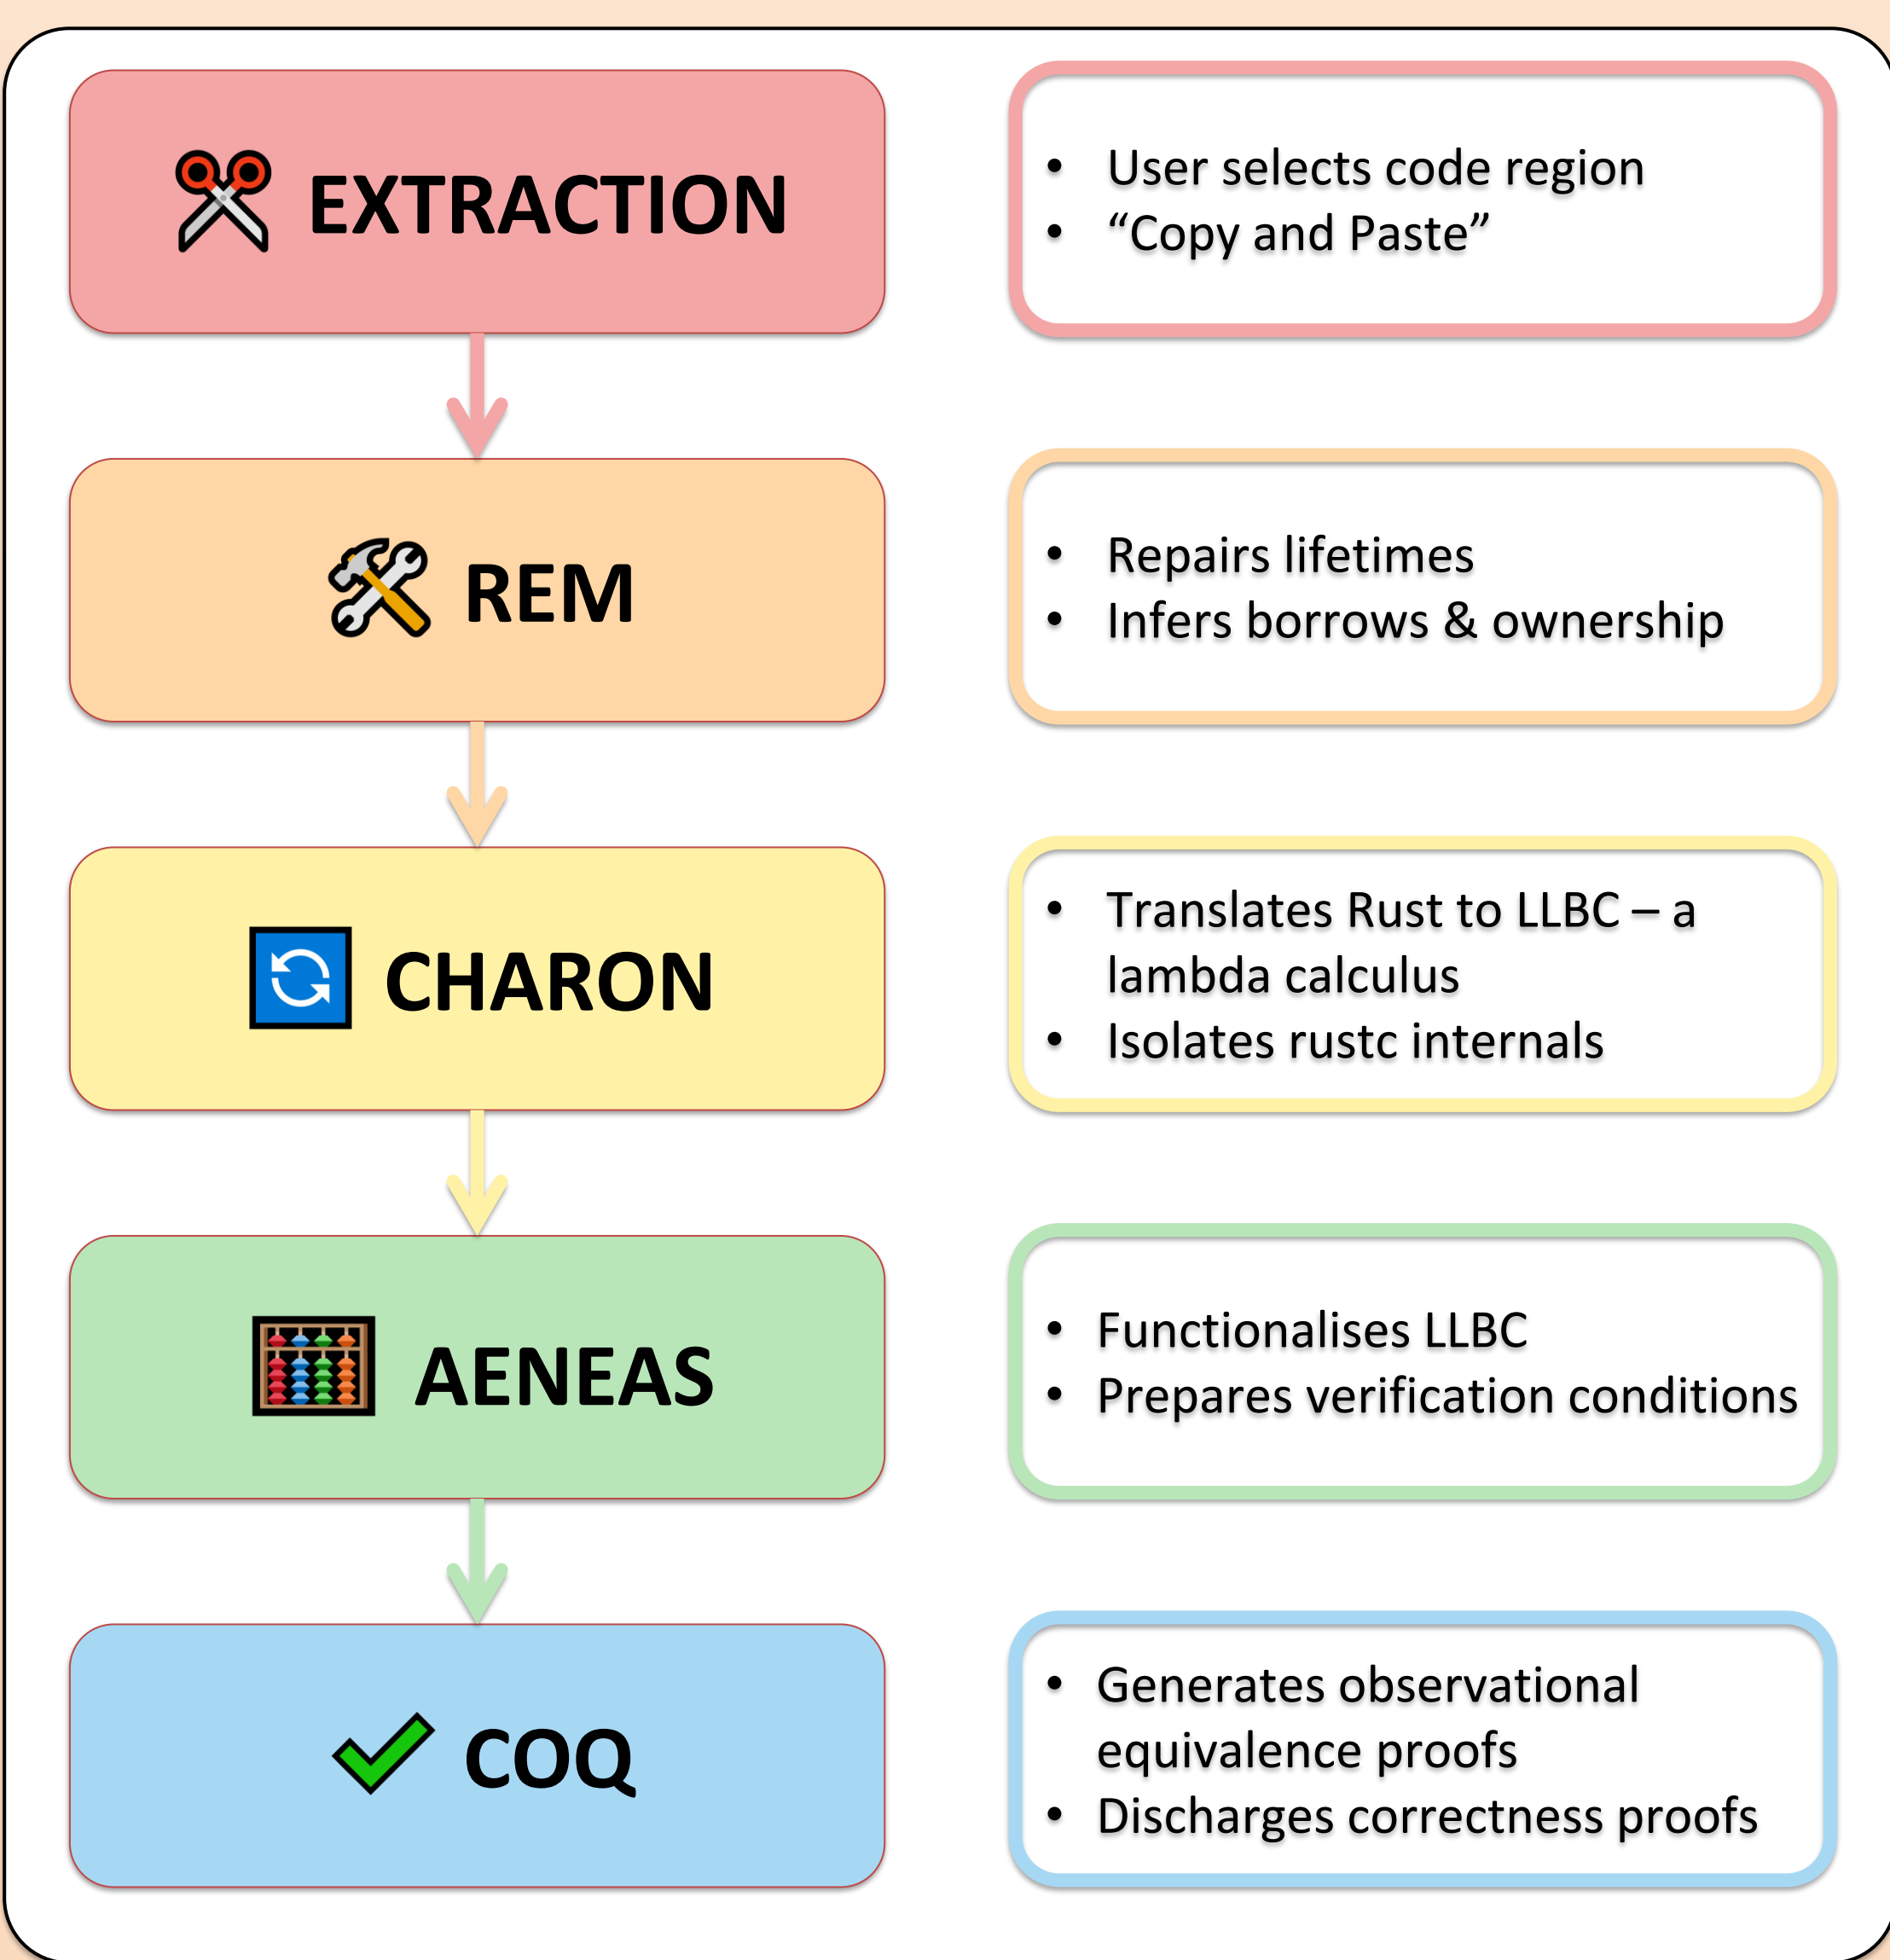 EXTRACTION
• User selects code region
• “Copy and Paste”
REM
• Repairs lifetimes
• Infers borrows & ownership
CHARON
• Translates Rust to LLBC – a
lambda calculus
• Isolates rustc internals
AENEAS
• Functionalises LLBC
• Prepares verification conditions
COQ
• Generates observational
equivalence proofs
• Discharges correctness proofs